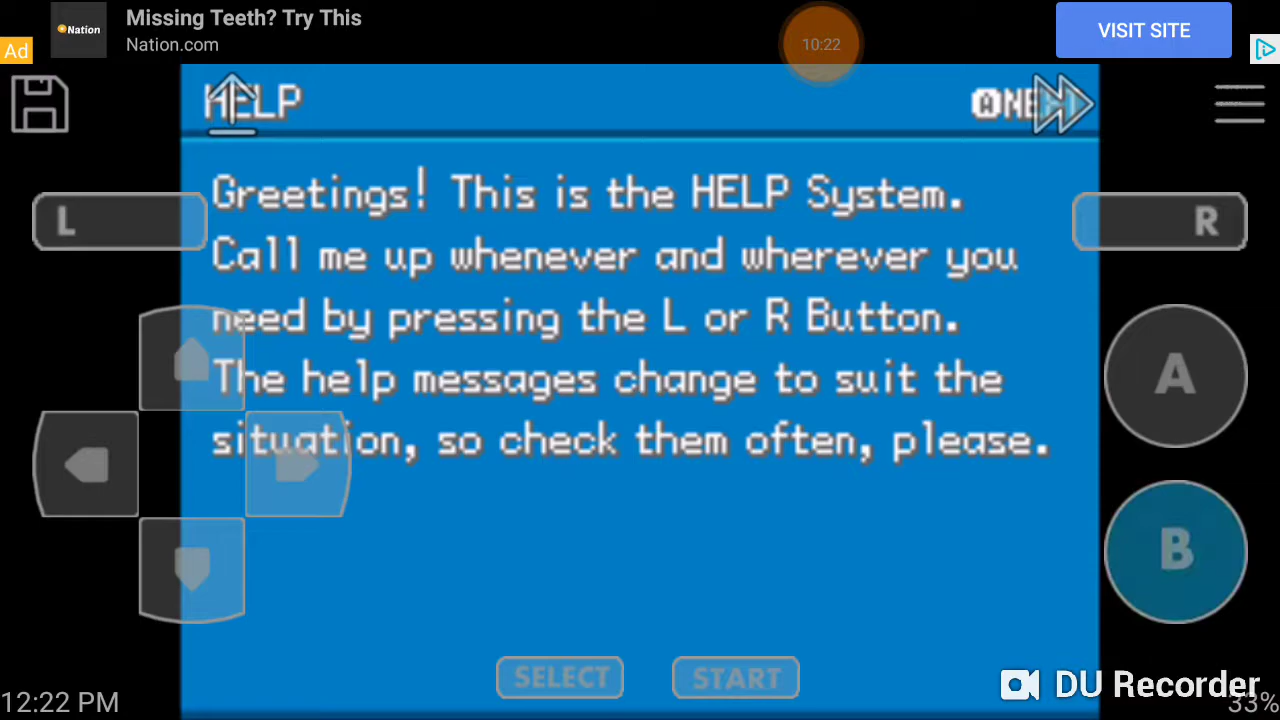 Missing Teeth? Try This
Nation
Nation.com
Ad
10:22
VISIT SITE
HELP
A NEXT
L
R
Greetings! This is the HELP System.
Call me up whenever and wherever you
need by pressing the L or R Button.
The help messages change to suit the
situation, so check them often, please.
A
B
SELECT
START
DU Recorder
12:22 PM
33%